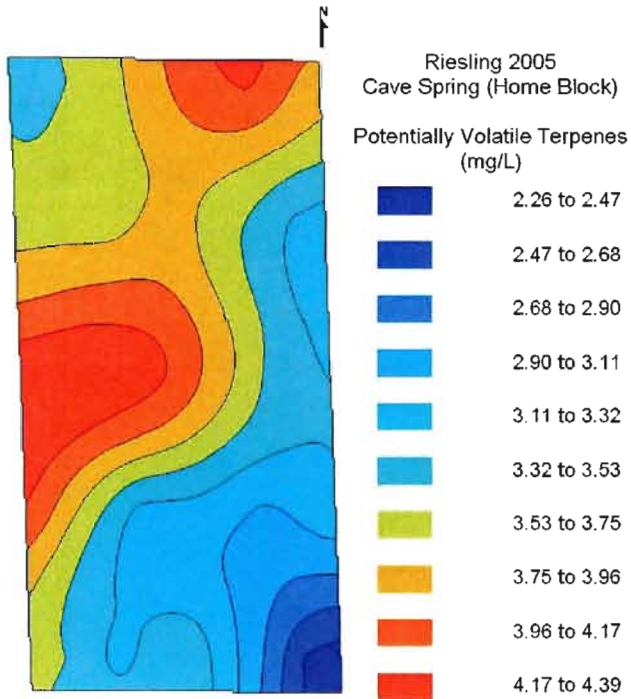 N
Riesling 2005
Cave Spring (Home Block)
Potentially Volatile Terpenes
(mg/L)
2.26 to 2.47
2.47 to 2.68
2.68 to 2.90
2.90 to 3.11
3.11 to 3.32
3.32 to 3.53
3.53 to 3.75
3.75 to 3.96
3.96 to 4.17
4.17 to 4.39